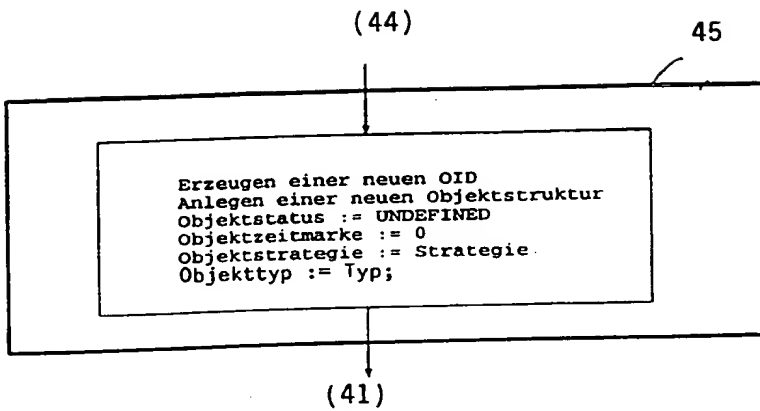 (44)
45
Erzeugen einer neuen OID
Anlegen einer neuen Objektstruktur
Objektstatus := UNDEFINED
Objektzeitmarke := 0
Objektstrategie := Strategie
Objekttyp := Typ;
(41)